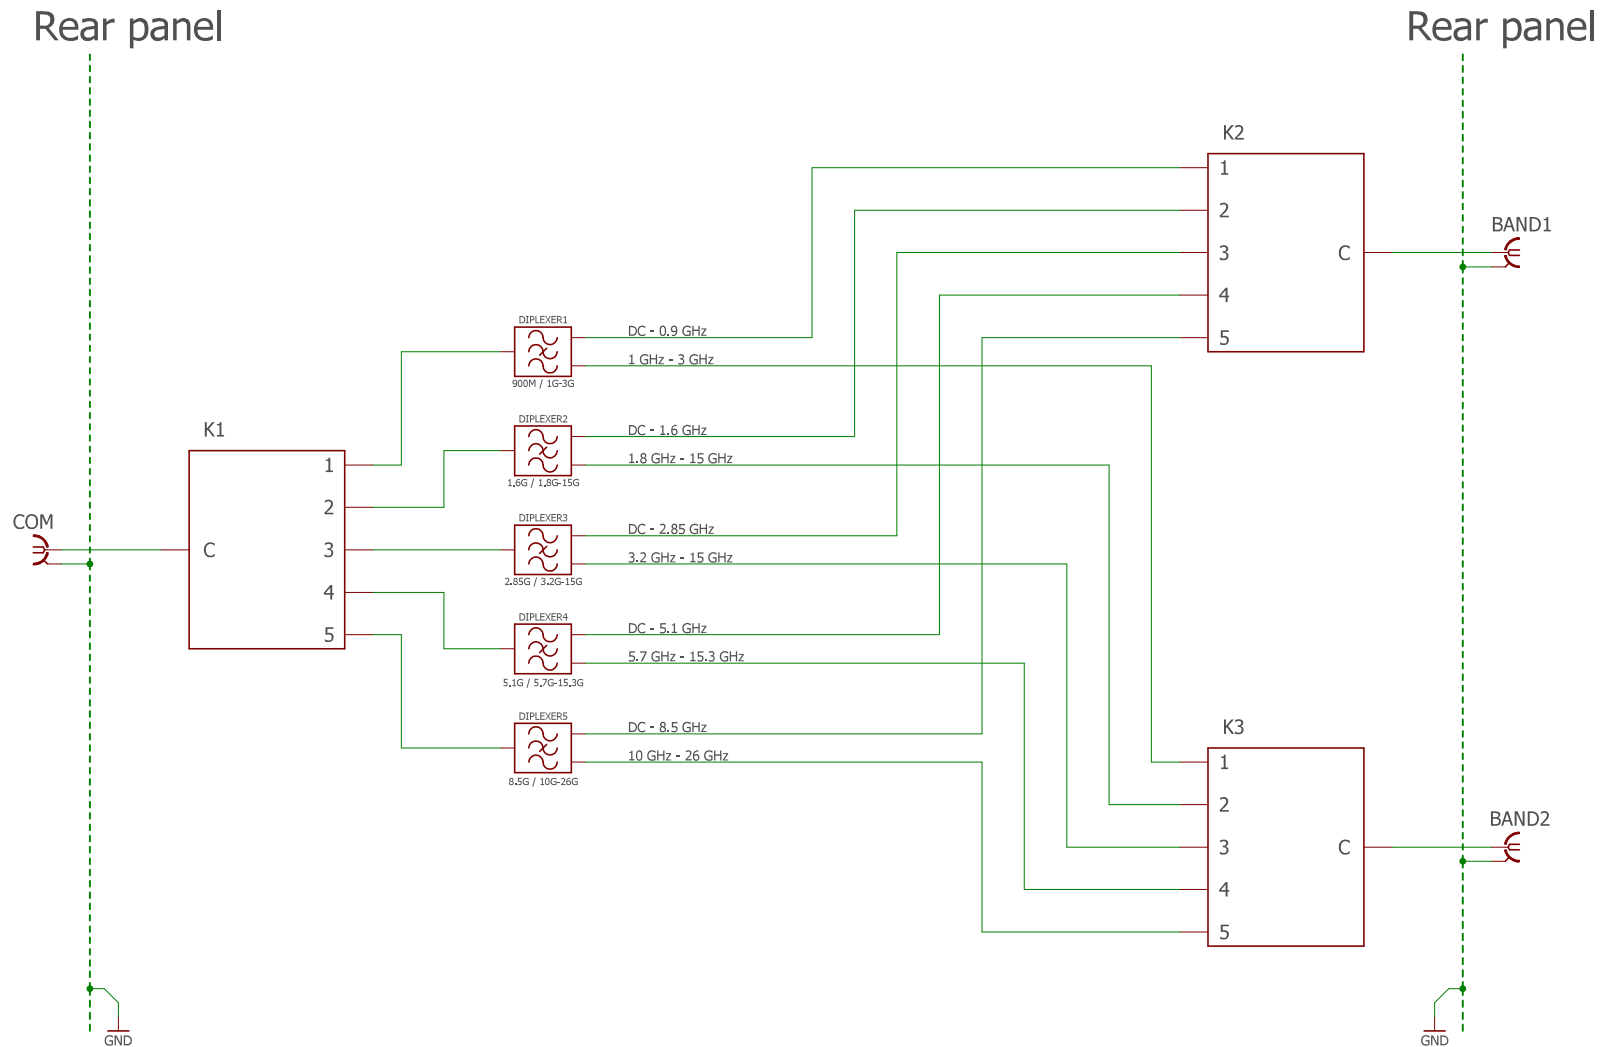 Rear panel
Rear panel
K2
1
2
3
4
5
C
BAND1
DIPLEXER1
DC - 0.9 GHz
1 GHz - 3 GHz
900M / 1G-3G
DIPLEXER2
DC - 1.6 GHz
1.8 GHz - 15 GHz
1.6G / 1.8G-15G
K1
1
2
3
4
5
C
COM
DIPLEXER3
DC - 2.85 GHz
3.2 GHz - 15 GHz
2.85G / 3.2G-15G
DIPLEXER4
DC - 5.1 GHz
5.7 GHz - 15.3 GHz
5.1G / 5.7G-15.3G
DIPLEXER5
DC - 8.5 GHz
10 GHz - 26 GHz
8.5G / 10G-26G
K3
1
2
3
4
5
C
BAND2
GND
GND